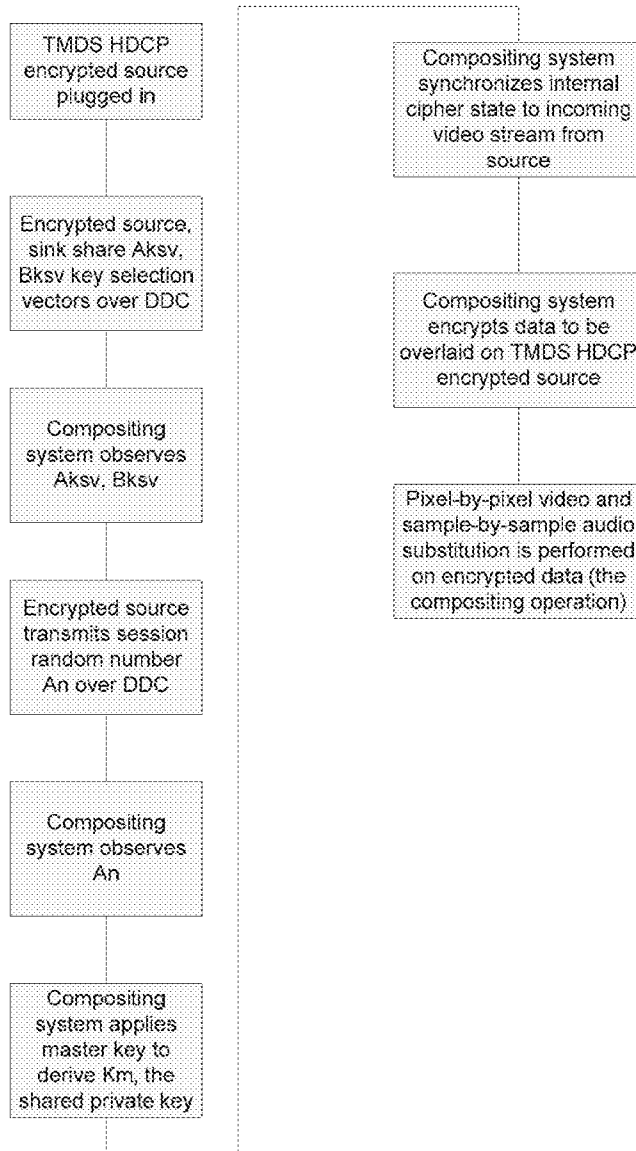 TMDS HDCP
encrypted source
plugged in
Encrypted source,
sink share Aksv,
Bksv key selection
vectors over DDC
Compositing
system observes
Aksv, Bksv
Encrypted source
transmits session
random number
An over DDC
Compositing
system observes
An
Compositing
system applies
master key to
derive Km, the
shared private key
Compositing system
synchronizes internal
cipher state to incoming
video stream from
source
Compositing system
encrypts data to be
overlaid on TMDS HDCP
encrypted source
Pixel-by-pixel video and
sample-by-sample audio
substitution is performed
on encrypted data (the
compositing operation)